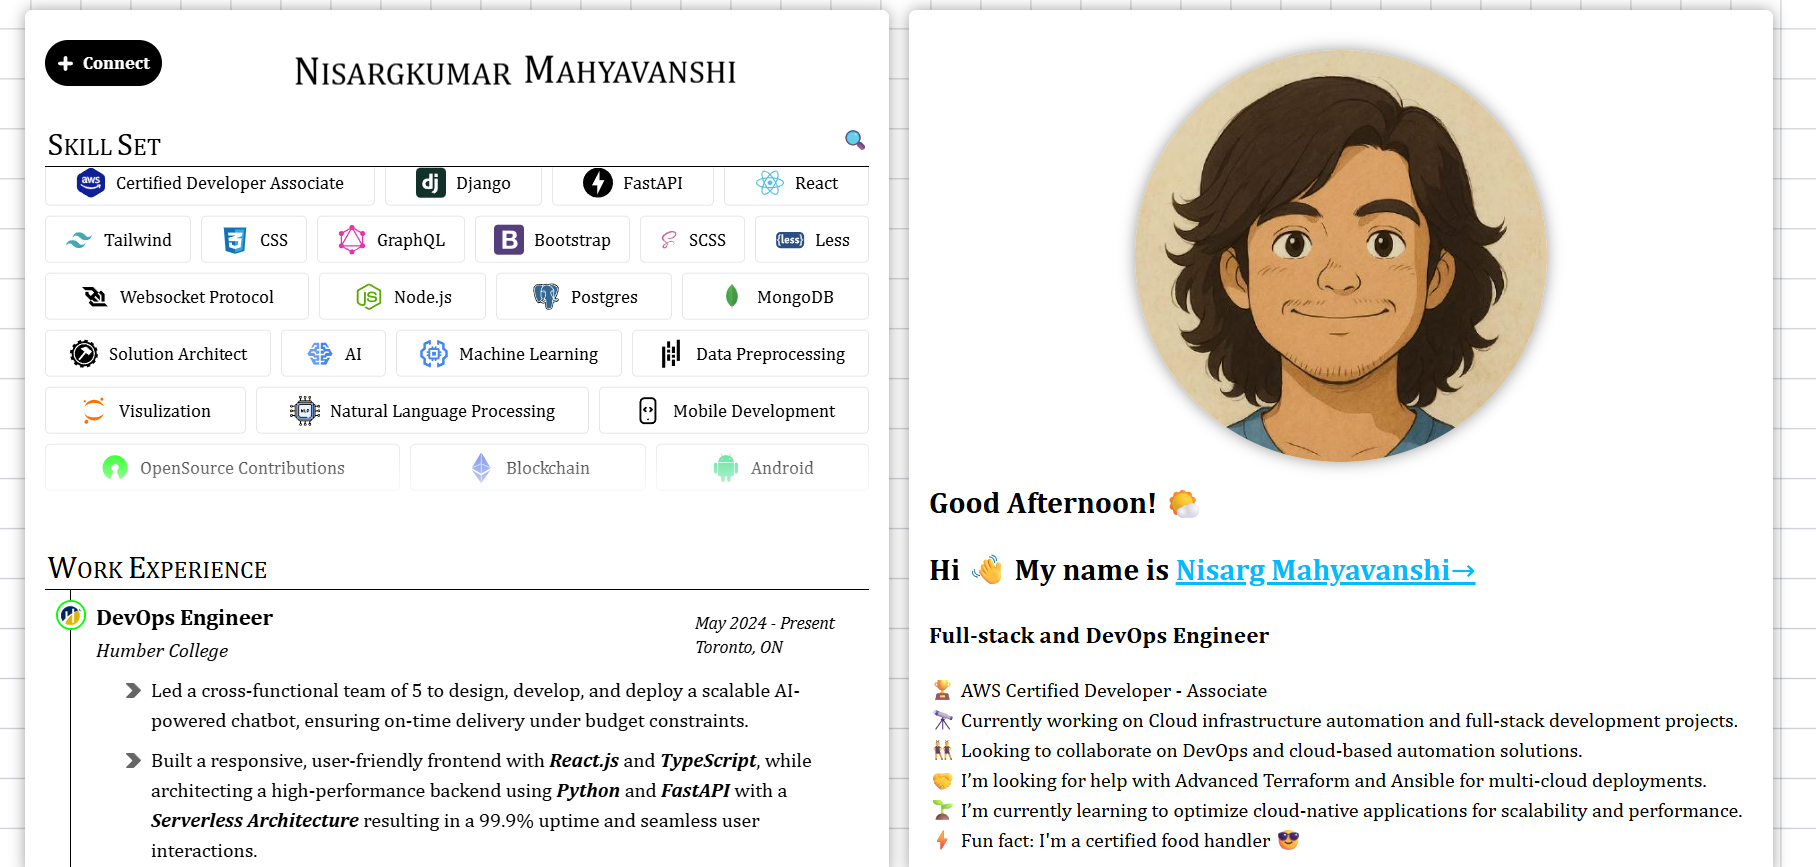 Connect
Nisargkumar Mahyavanshi
Skill Set
aws Certified Developer Associate
dj Django
FastAPI
React
Tailwind
CSS
GraphQL
B Bootstrap
SCSS
{less} Less
Websocket Protocol
JS Node.js
Postgres
MongoDB
Solution Architect
AI
Machine Learning
Data Preprocessing
Visulization
NLP Natural Language Processing
Mobile Development
OpenSource Contributions
Blockchain
Android
Work Experience
DevOps Engineer
May 2024 - Present
Humber College
Toronto, ON
Led a cross-functional team of 5 to design, develop, and deploy a scalable AI-
powered chatbot, ensuring on-time delivery under budget constraints.
Built a responsive, user-friendly frontend with React.js and TypeScript, while
architecting a high-performance backend using Python and FastAPI with a
Serverless Architecture resulting in a 99.9% uptime and seamless user
interactions.
Good Afternoon!
Hi 👋 My name is Nisarg Mahyavanshi→
Full-stack and DevOps Engineer
AWS Certified Developer - Associate
Currently working on Cloud infrastructure automation and full-stack development projects.
Looking to collaborate on DevOps and cloud-based automation solutions.
I’m looking for help with Advanced Terraform and Ansible for multi-cloud deployments.
I’m currently learning to optimize cloud-native applications for scalability and performance.
Fun fact: I'm a certified food handler 😎